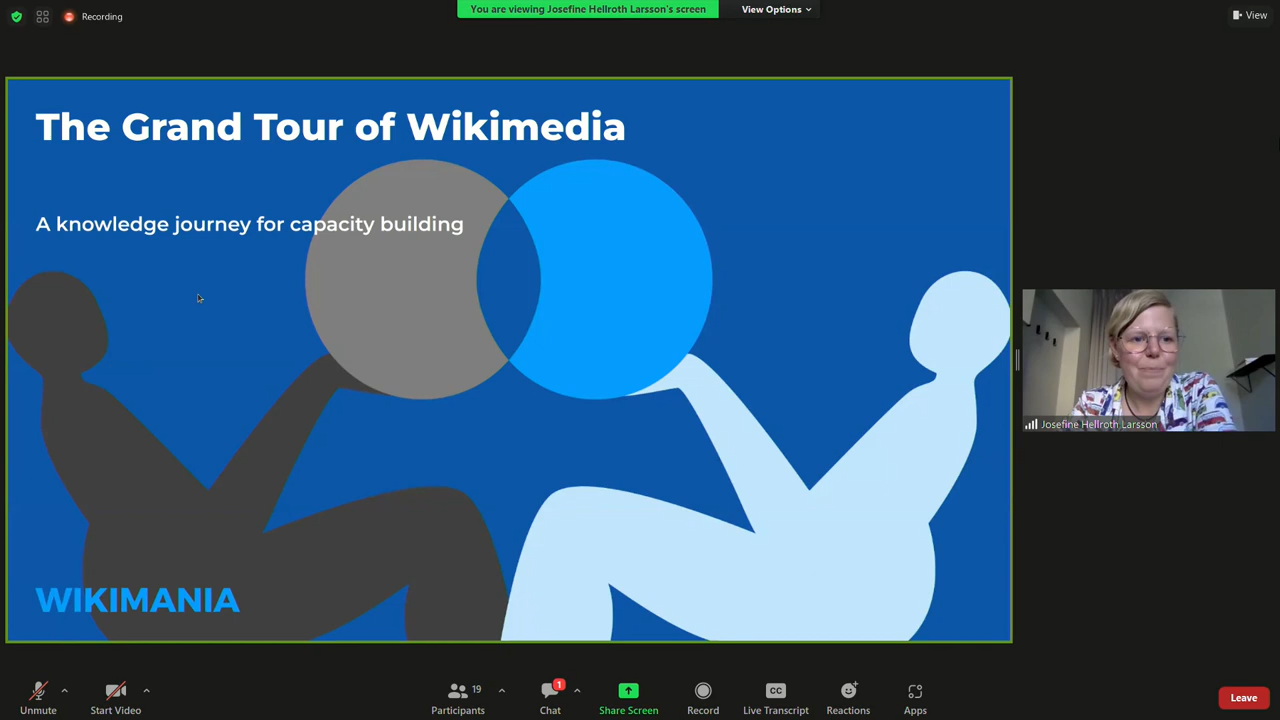 Recording
You are viewing Josefine Hellroth Larsson's screen
View Options
View
The Grand Tour of Wikimedia
A knowledge journey for capacity building
WIKIMANIA
Josefine Hellroth Larsson
Unmute
Start Video
19
Participants
1
Chat
Share Screen
Record
CC
Live Transcript
Reactions
Apps
Leave